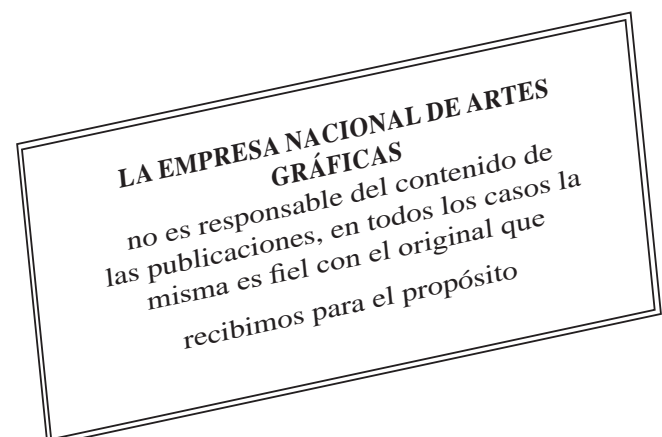 LA EMPRESA NACIONAL DE ARTES
GRÁFICAS
no es responsable del contenido de
las publicaciones, en todos los casos la
misma es fiel con el original que
recibimos para el propósito